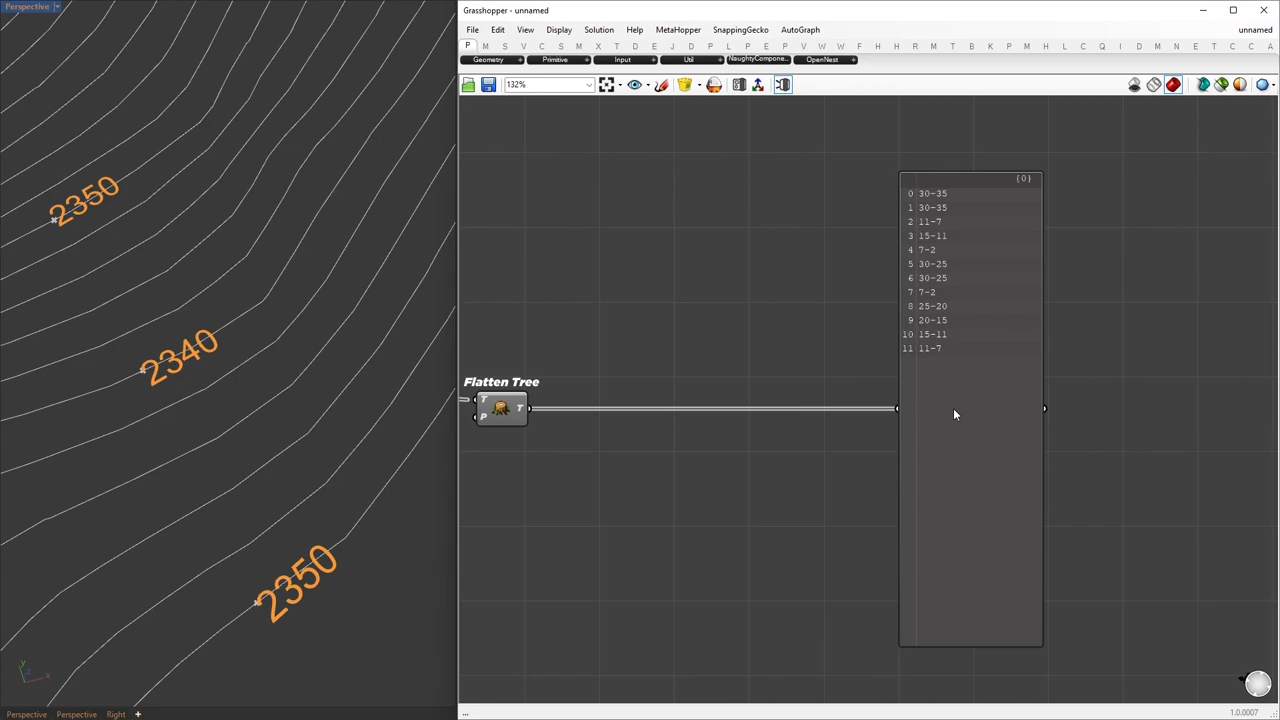 Perspective
2350
2340
2350
Perspective Perspective Right
Grasshopper - unnamed
File Edit View Display Solution Help MetaHopper SnappingGecko AutoGraph unnamed
P M S V C S I X T U D K F P L D E P V W W F H H R M T D K P M J L C Q T D N F
Geometry Primitive Input Util NaughtyCompone... OpenNest
132%
{0}
0 30-35
1 30-35
2 11-7
3 15-11
4 7-2
5 30-25
6 30-25
7 7-2
8 25-20
9 20-15
10 15-11
11 11-7
Flatten Tree
T T
P
...
1.0.0007